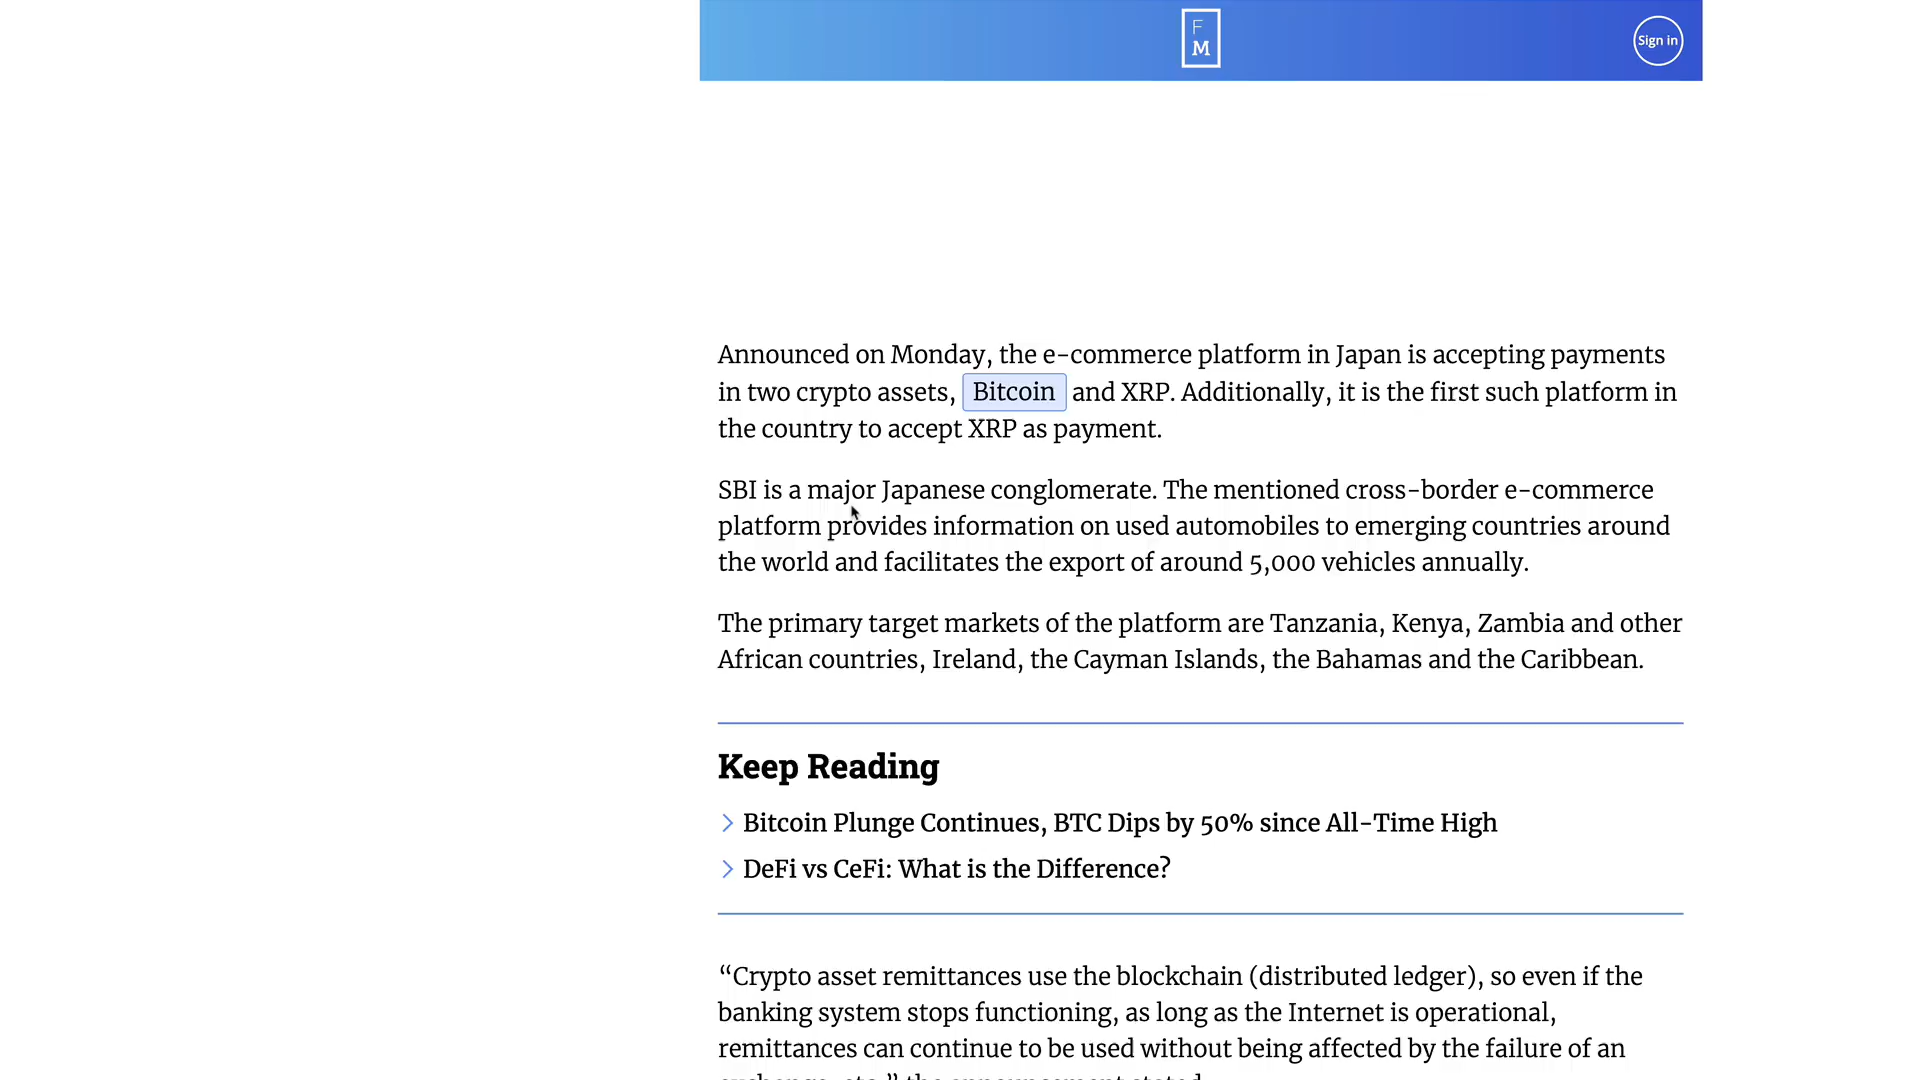 F
M
Sign in
Announced on Monday, the e-commerce platform in Japan is accepting payments
in two crypto assets, Bitcoin and XRP. Additionally, it is the first such platform in
the country to accept XRP as payment.
SBI is a major Japanese conglomerate. The mentioned cross-border e-commerce
platform provides information on used automobiles to emerging countries around
the world and facilitates the export of around 5,000 vehicles annually.
The primary target markets of the platform are Tanzania, Kenya, Zambia and other
African countries, Ireland, the Cayman Islands, the Bahamas and the Caribbean.
Keep Reading
Bitcoin Plunge Continues, BTC Dips by 50% since All-Time High
DeFi vs CeFi: What is the Difference?
“Crypto asset remittances use the blockchain (distributed ledger), so even if the
banking system stops functioning, as long as the Internet is operational,
remittances can continue to be used without being affected by the failure of an
exchange, etc.” the announcement stated.